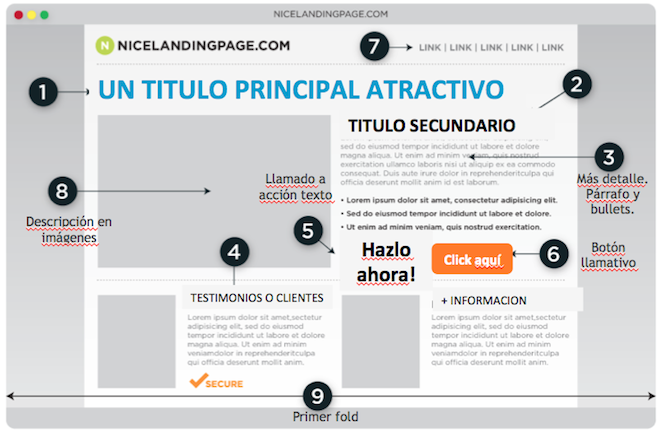 NICELANDINGPAGE.COM
N NICELANDINGPAGE.COM
7
LINK | LINK | LINK | LINK | LINK
1
UN TITULO PRINCIPAL ATRACTIVO
2
TITULO SECUNDARIO
tempor incididunt ut labore et dolore
magna aliqua. Ut enim ad minim veniam, quis nostrud
exercitation ullamco laboris nisi ut aliquip ex ea commodo
consequat. Duis aute irure dolor in reprehenderitculpa qui
officia deserunt mollit anim id est laborum.
3
Más detalle.
Párrafo y
bullets.
• Lorem ipsum dolor sit amet, consectetur adipisicing elit.
• Sed do eiusmod tempor incididunt ut labore et dolore.
• Ut enim ad minim veniam, quis nostrud exercitation.
8
Descripción en
imágenes
Llamado a
acción texto
5
Hazlo
ahora!
Click aquí
6
Botón
llamativo
4
TESTIMONIOS O CLIENTES
Lorem ipsum dolor sit amet,sectetur
adipisicing elit, sed do eiusmod
tempor incididunt ut labore et dolore
magna aliqua. Ut enim ad minim
veniamdolor in reprehenderitculpa
qui officia deserunt mollit anim.
SECURE
+ INFORMACION
Lorem ipsum dolor sit amet,sectetur
adipisicing elit, sed do eiusmod
tempor incididunt ut labore et dolore
magna aliqua. Ut enim ad minim
veniamdolor in reprehenderitculpa
qui officia deserunt mollit anim.
9
Primer fold